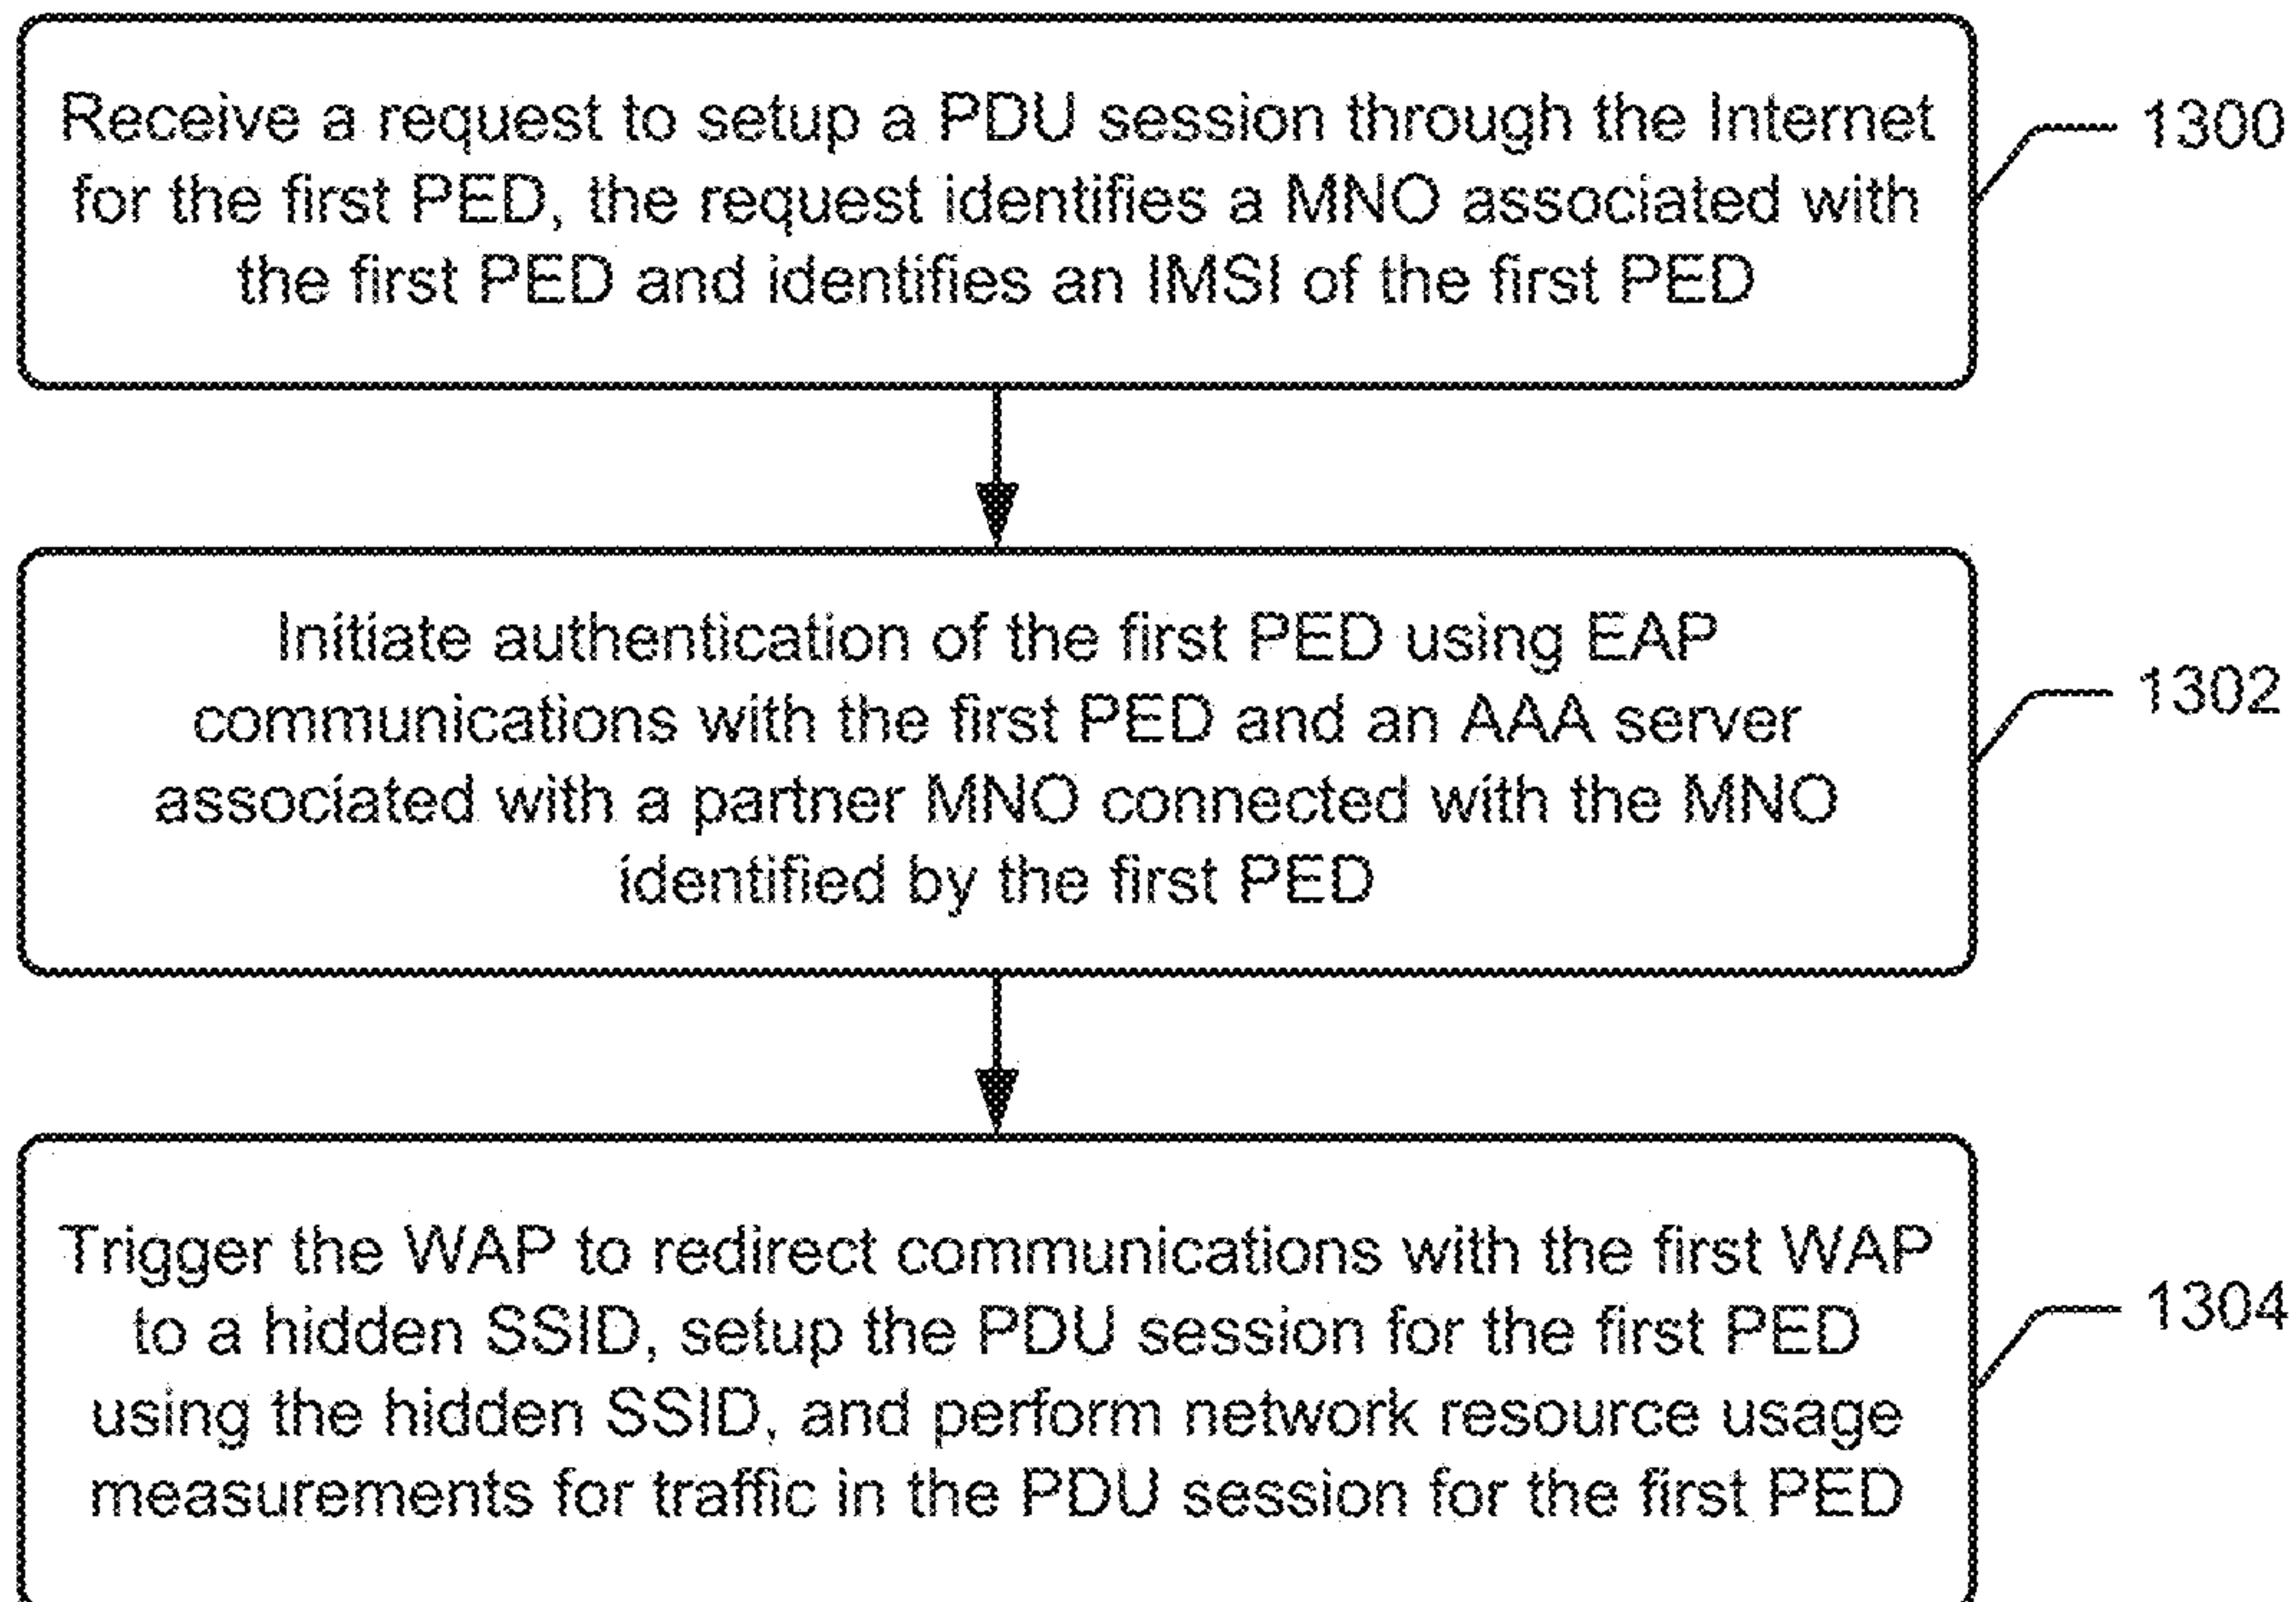 Receive a request to setup a PDU session through the Internet
for the first PED, the request identifies a MNO associated with
the first PED and identifies an IMSI of the first PED
1300
Initiate authentication of the first PED using EAP
communications with the first PED and an AAA server
associated with a partner MNO connected with the MNO
identified by the first PED
1302
Trigger the WAP to redirect communications with the first WAP
to a hidden SSID, setup the PDU session for the first PED
using the hidden SSID, and perform network resource usage
measurements for traffic in the PDU session for the first PED
1304